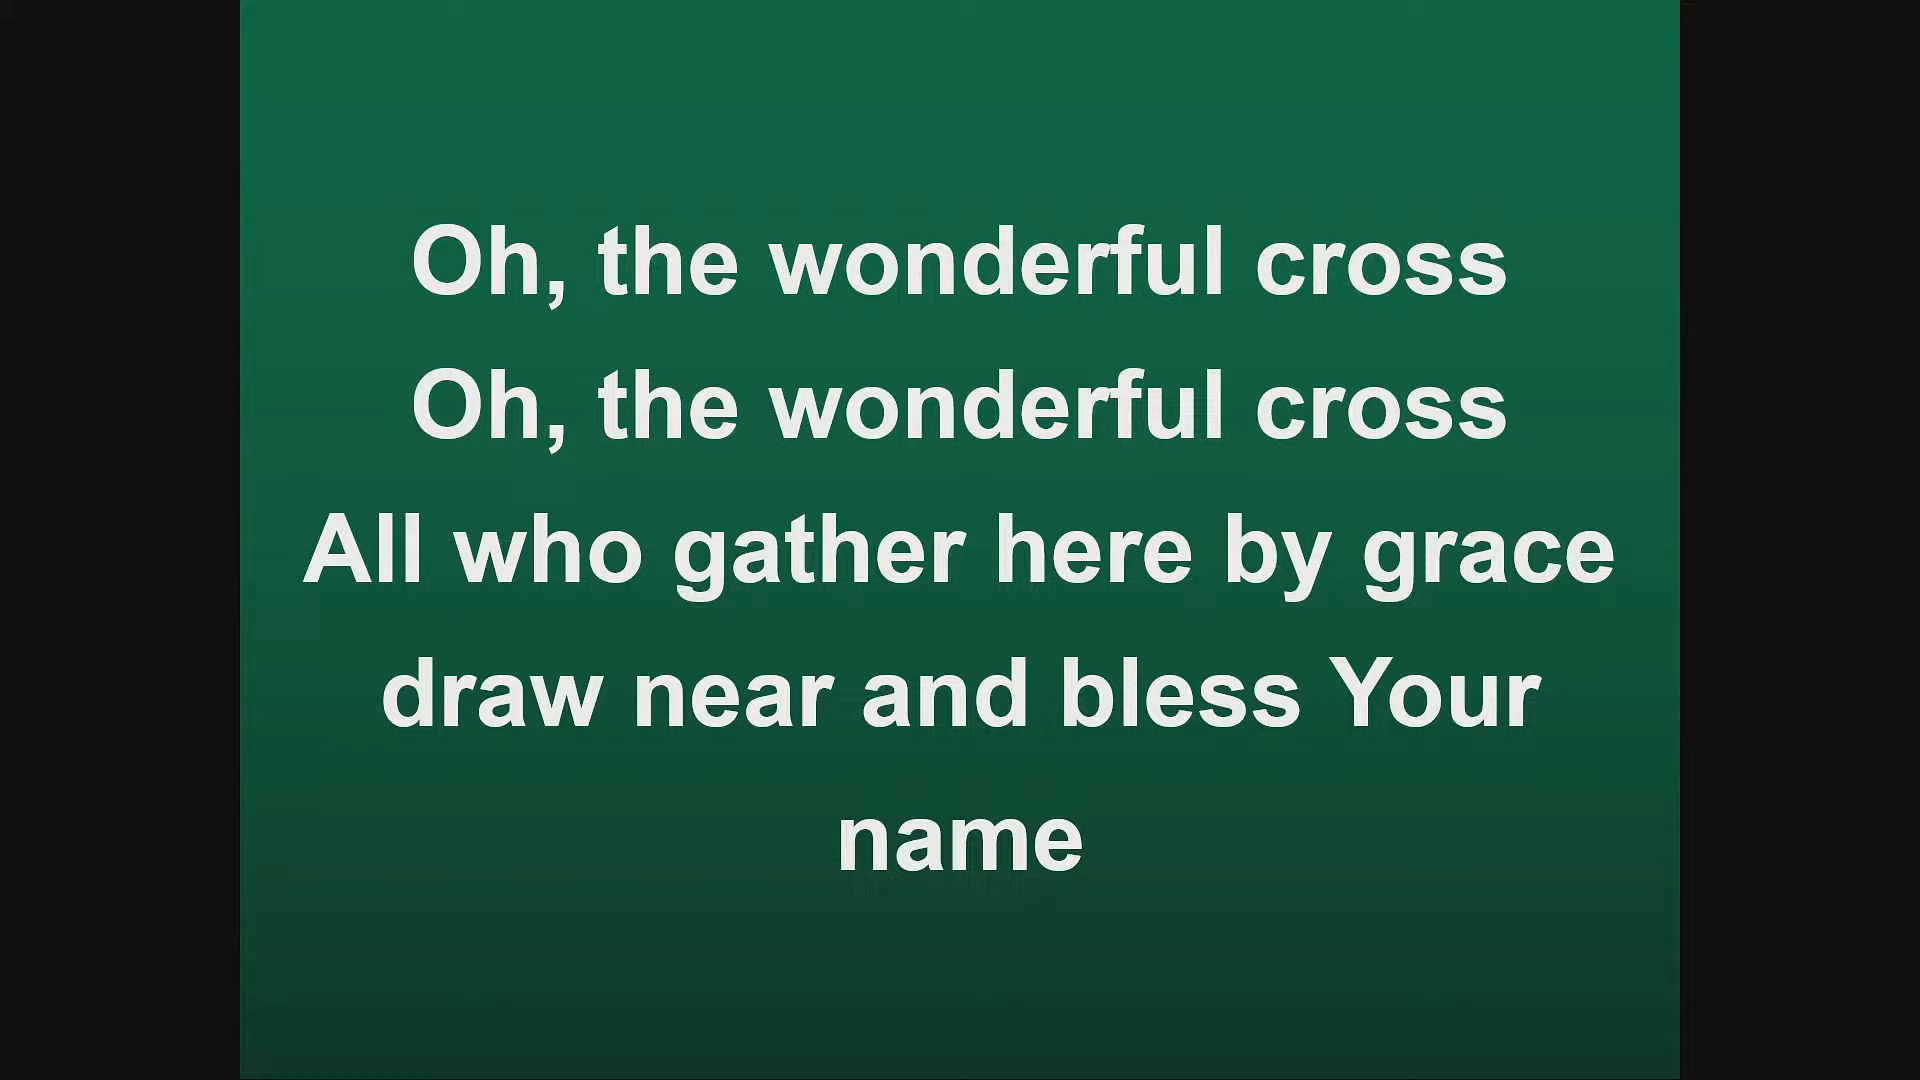 Oh, the wonderful cross
Oh, the wonderful cross
All who gather here by grace
draw near and bless Your
name